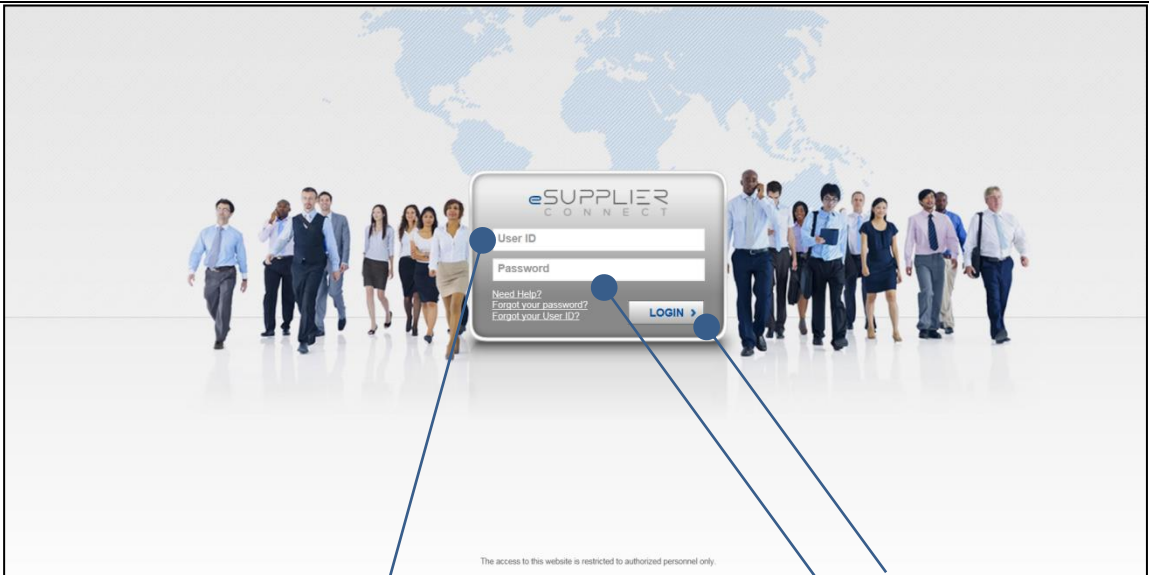 eSUPPLIER
CONNECT
User ID
Password
Need Help?
Forgot your password?
Forgot your User ID?
LOGIN >
The access to this website is restricted to authorized personnel only.